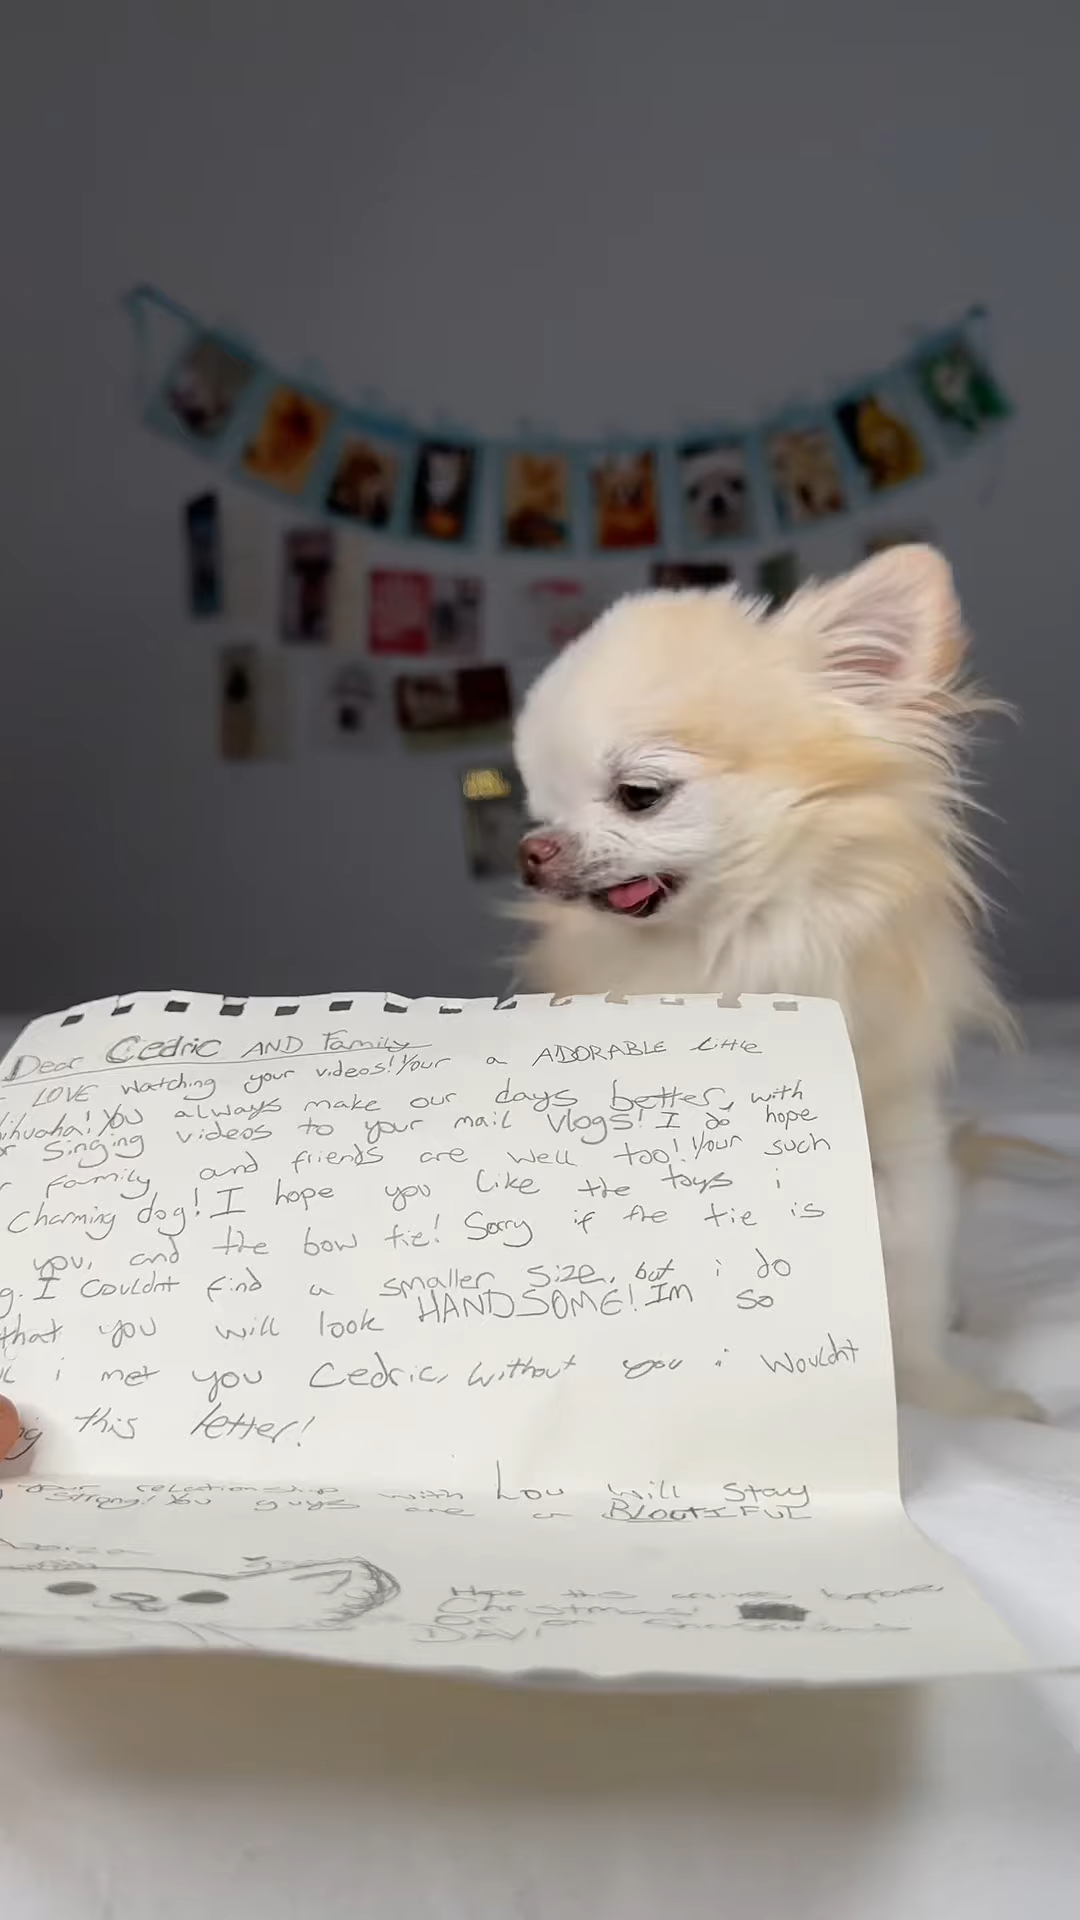 Dear Cedric AND Family
LOVE watching your videos! Your a ADORABLE little
You always make our days better, with
singing videos to your mail vlogs! I do hope
Family and friends are well too! Your such
Charming dog! I hope you like the toys i
you, and the bow tie! Sorry if the tie is
I couldnt find a smaller size, but i do
that you will look HANDSOME! Im so
i met you Cedric, without you i wouldnt
this letter!
relationship with Lou will stay
strong! You guys are a
Christmas!